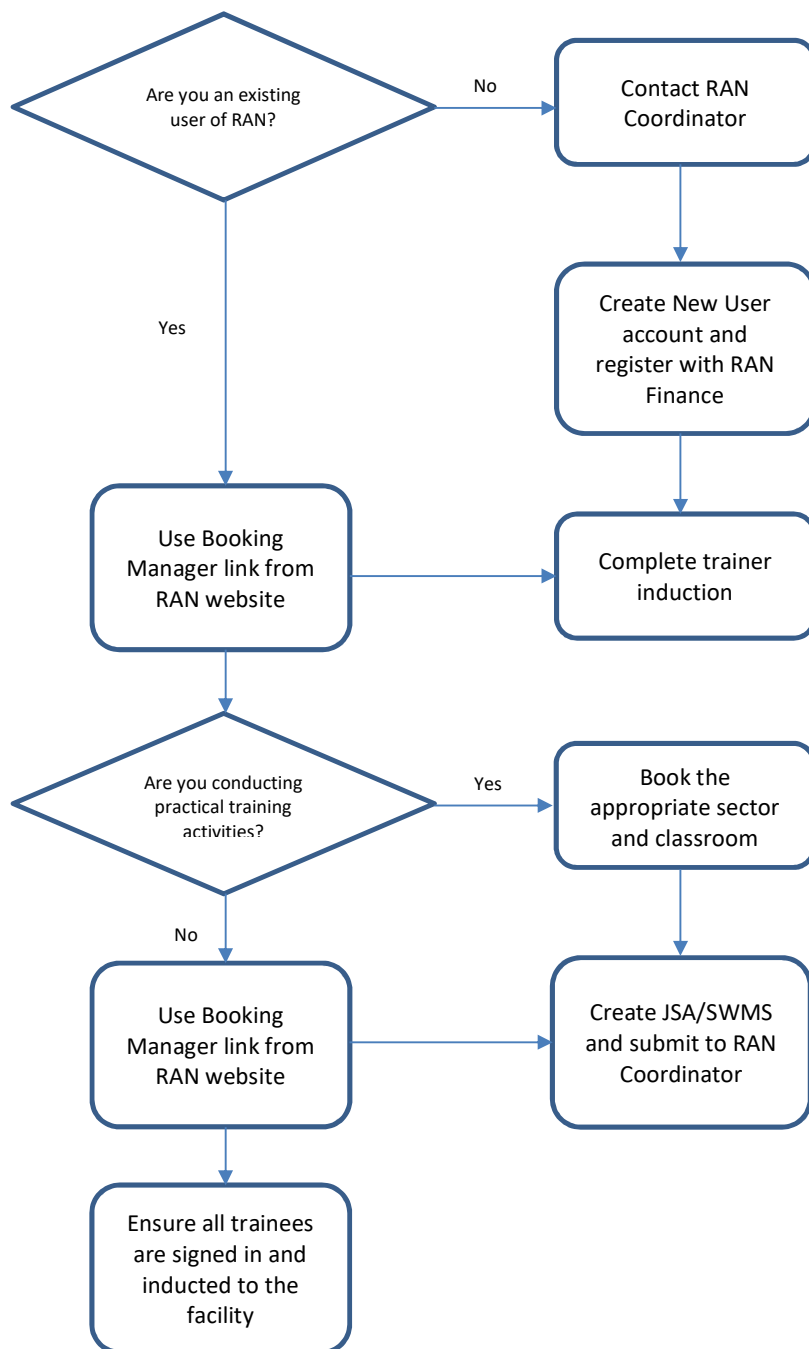 Are you an existing
user of RAN?
No
Contact RAN
Coordinator
Yes
Create New User
account and
register with RAN
Finance
Use Booking
Manager link from
RAN website
Complete trainer
induction
Are you conducting
practical training
activities?
Yes
Book the
appropriate sector
and classroom
No
Use Booking
Manager link from
RAN website
Create JSA/SWMS
and submit to RAN
Coordinator
Ensure all trainees
are signed in and
inducted to the
facility